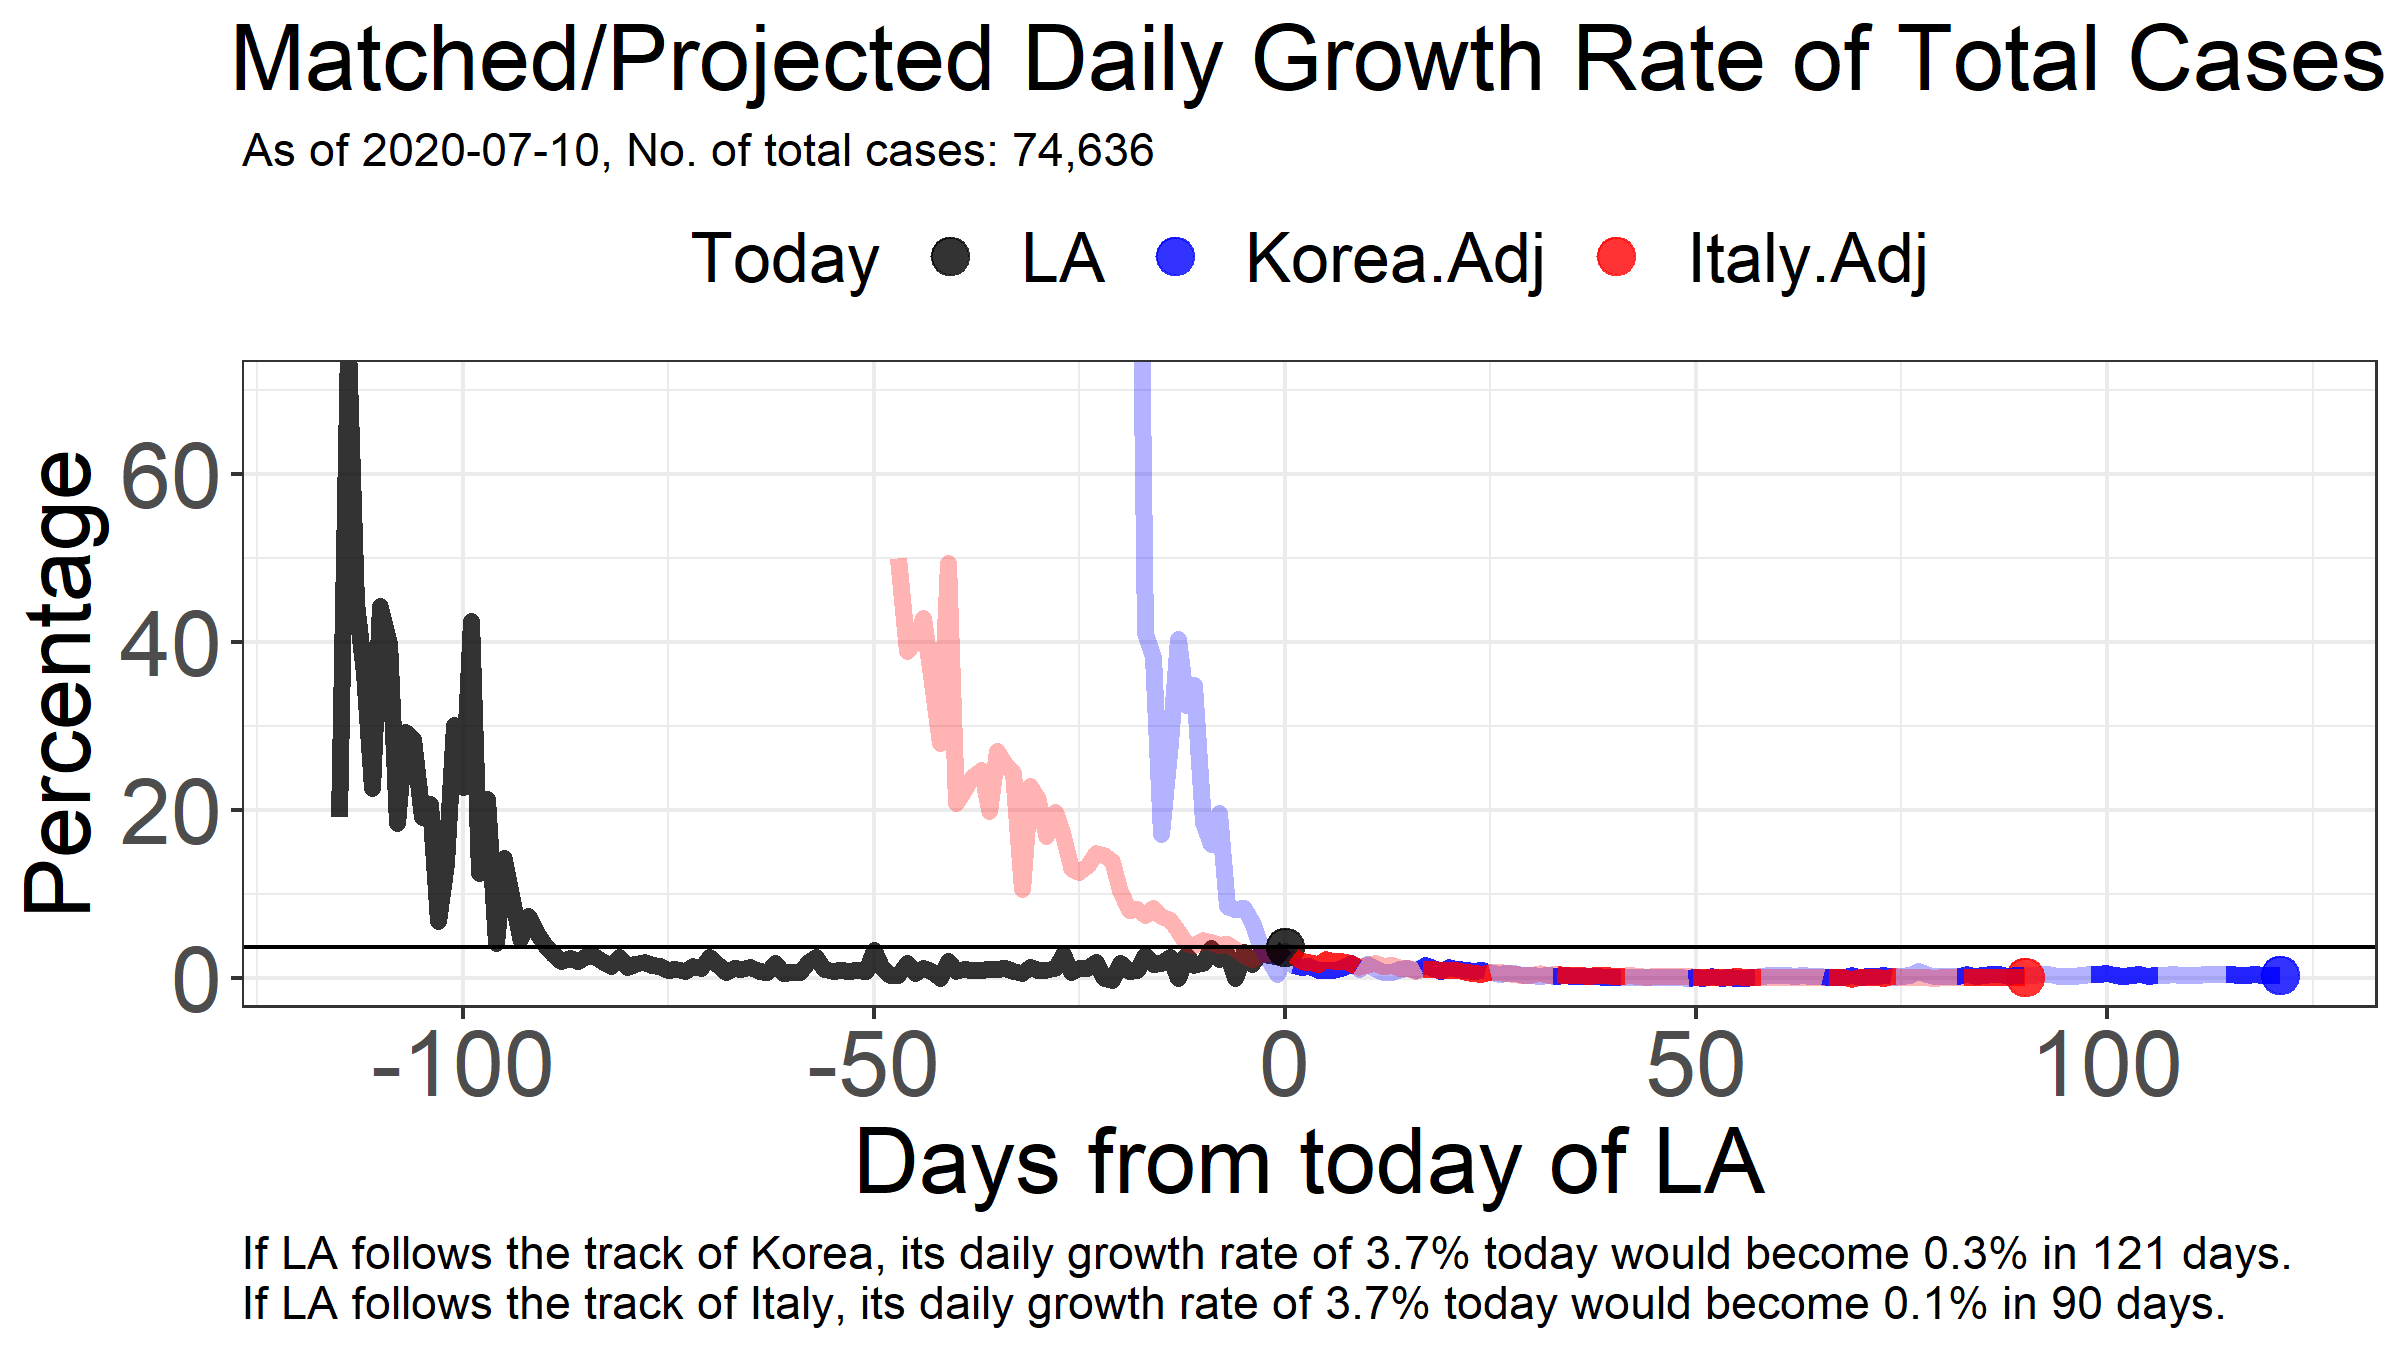 Matched/Projected Daily Growth Rate of Total Cases
As of 2020-07-10, No. of total cases: 74,636
Today LA Korea.Adj Italy.Adj
Percentage
60
40
20
0
-100 -50 0 50 100
Days from today of LA
If LA follows the track of Korea, its daily growth rate of 3.7% today would become 0.3% in 121 days.
If LA follows the track of Italy, its daily growth rate of 3.7% today would become 0.1% in 90 days.